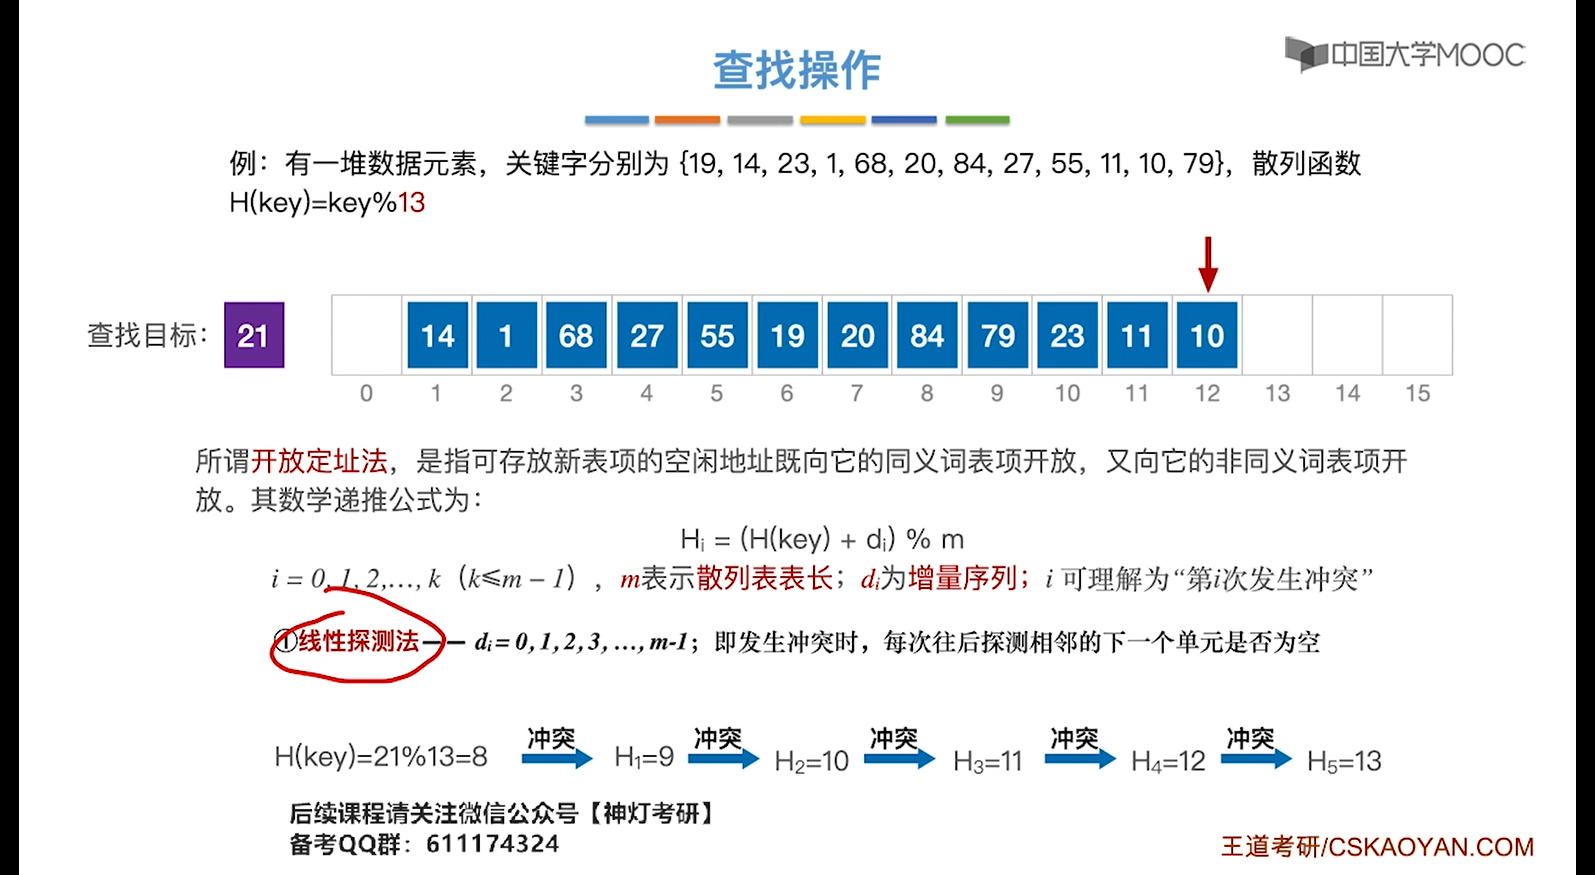 中国大学MOOC
查找操作
例：有一堆数据元素，关键字分别为 {19, 14, 23, 1, 68, 20, 84, 27, 55, 11, 10, 79}，散列函数
H(key)=key%13
查找目标： 21 14 1 68 27 55 19 20 84 79 23 11 10
0 1 2 3 4 5 6 7 8 9 10 11 12 13 14 15
所谓开放定址法，是指可存放新表项的空闲地址既向它的同义词表项开放，又向它的非同义词表项开
放。其数学递推公式为：
Hᵢ = (H(key) + dᵢ) % m
i = 0, 1, 2,…, k（k≤m – 1），m表示散列表表长；dᵢ为增量序列；i 可理解为“第i次发生冲突”
①线性探测法—— dᵢ = 0, 1, 2, 3, …, m-1；即发生冲突时，每次往后探测相邻的下一个单元是否为空
冲突 冲突 冲突 冲突 冲突
H(key)=21%13=8 H₁=9 H₂=10 H₃=11 H₄=12 H₅=13
后续课程请关注微信公众号【神灯考研】
备考QQ群：611174324
王道考研/CSKAOYAN.COM